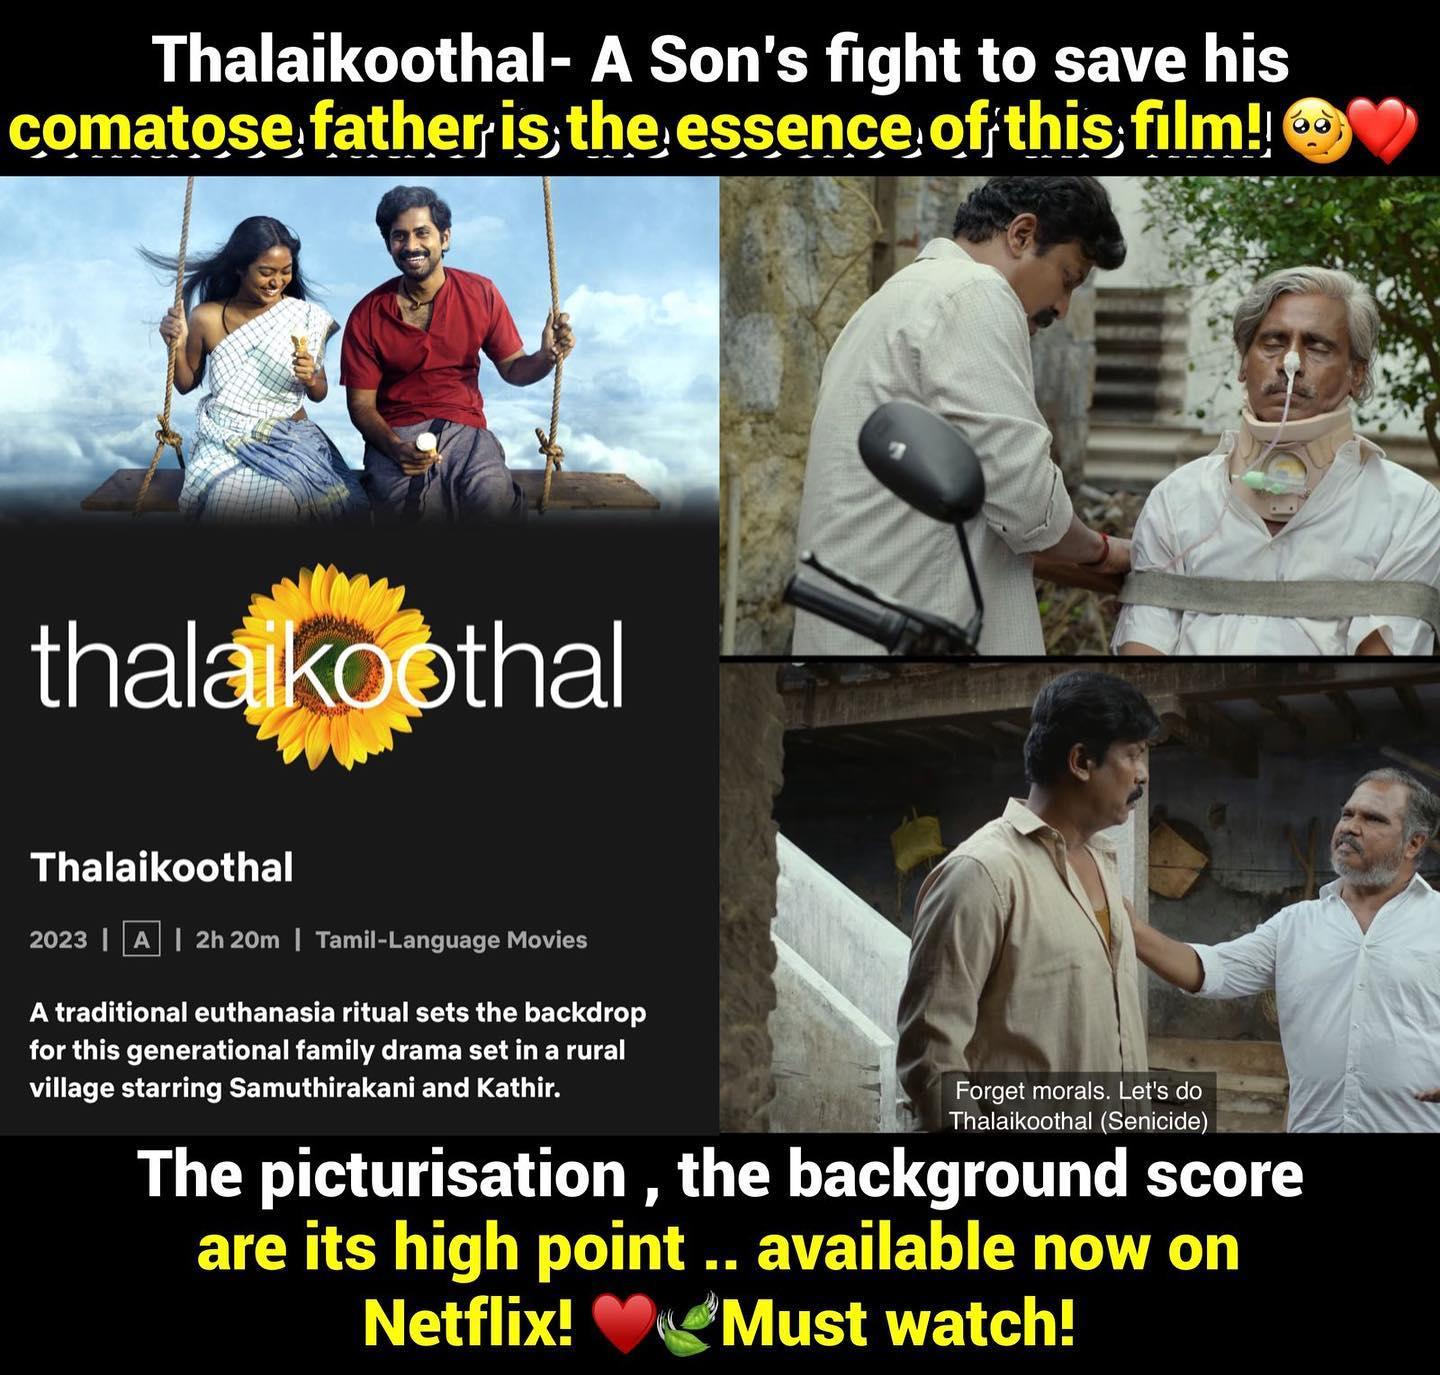 Thalaikoothal- A Son's fight to save his
comatose father is the essence of this film!
thalaikoothal
Thalaikoothal
2023 | A | 2h 20m | Tamil-Language Movies
A traditional euthanasia ritual sets the backdrop
for this generational family drama set in a rural
village starring Samuthirakani and Kathir.
Forget morals. Let's do
Thalaikoothal (Senicide)
The picturisation , the background score
are its high point .. available now on
Netflix! ❤️🍃Must watch!